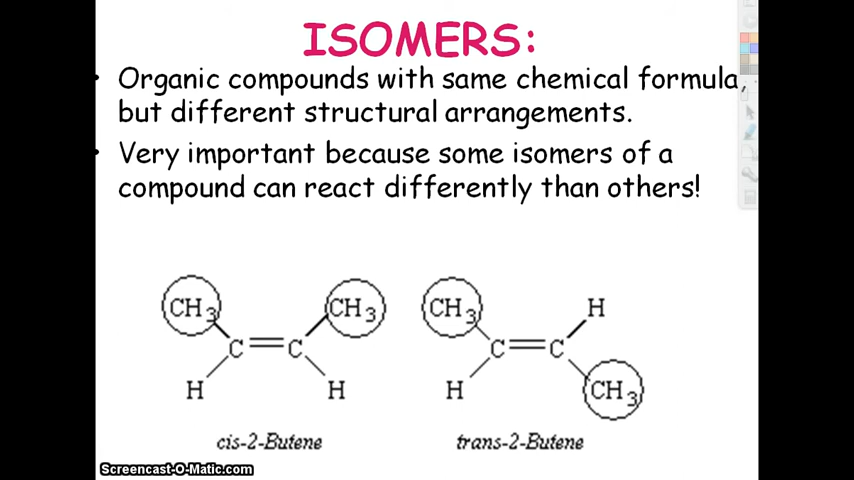 ISOMERS:
• Organic compounds with same chemical formula,
but different structural arrangements.
• Very important because some isomers of a
compound can react differently than others!
CH3 CH3 CH3 H
C C C C
H H H CH3
cis-2-Butene trans-2-Butene
Screencast-O-Matic.com